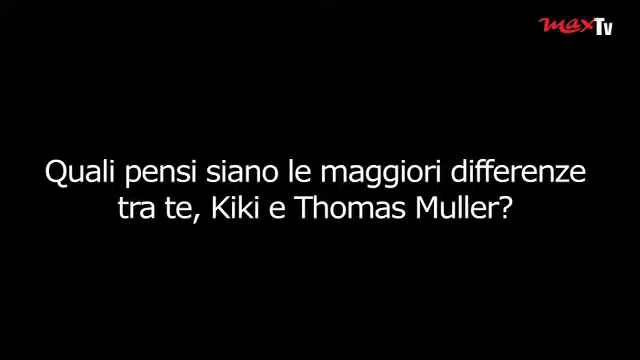 maxTv
Quali pensi siano le maggiori differenze
tra te, Kiki e Thomas Muller?